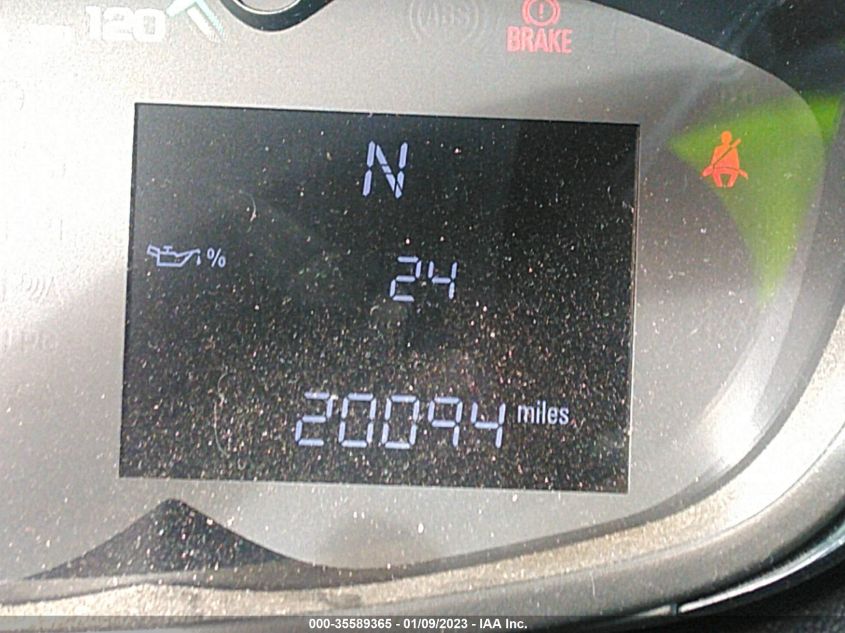 120
ABS
BRAKE
N
%
24
20094 miles
000-35589365 - 01/09/2023 - IAA Inc.